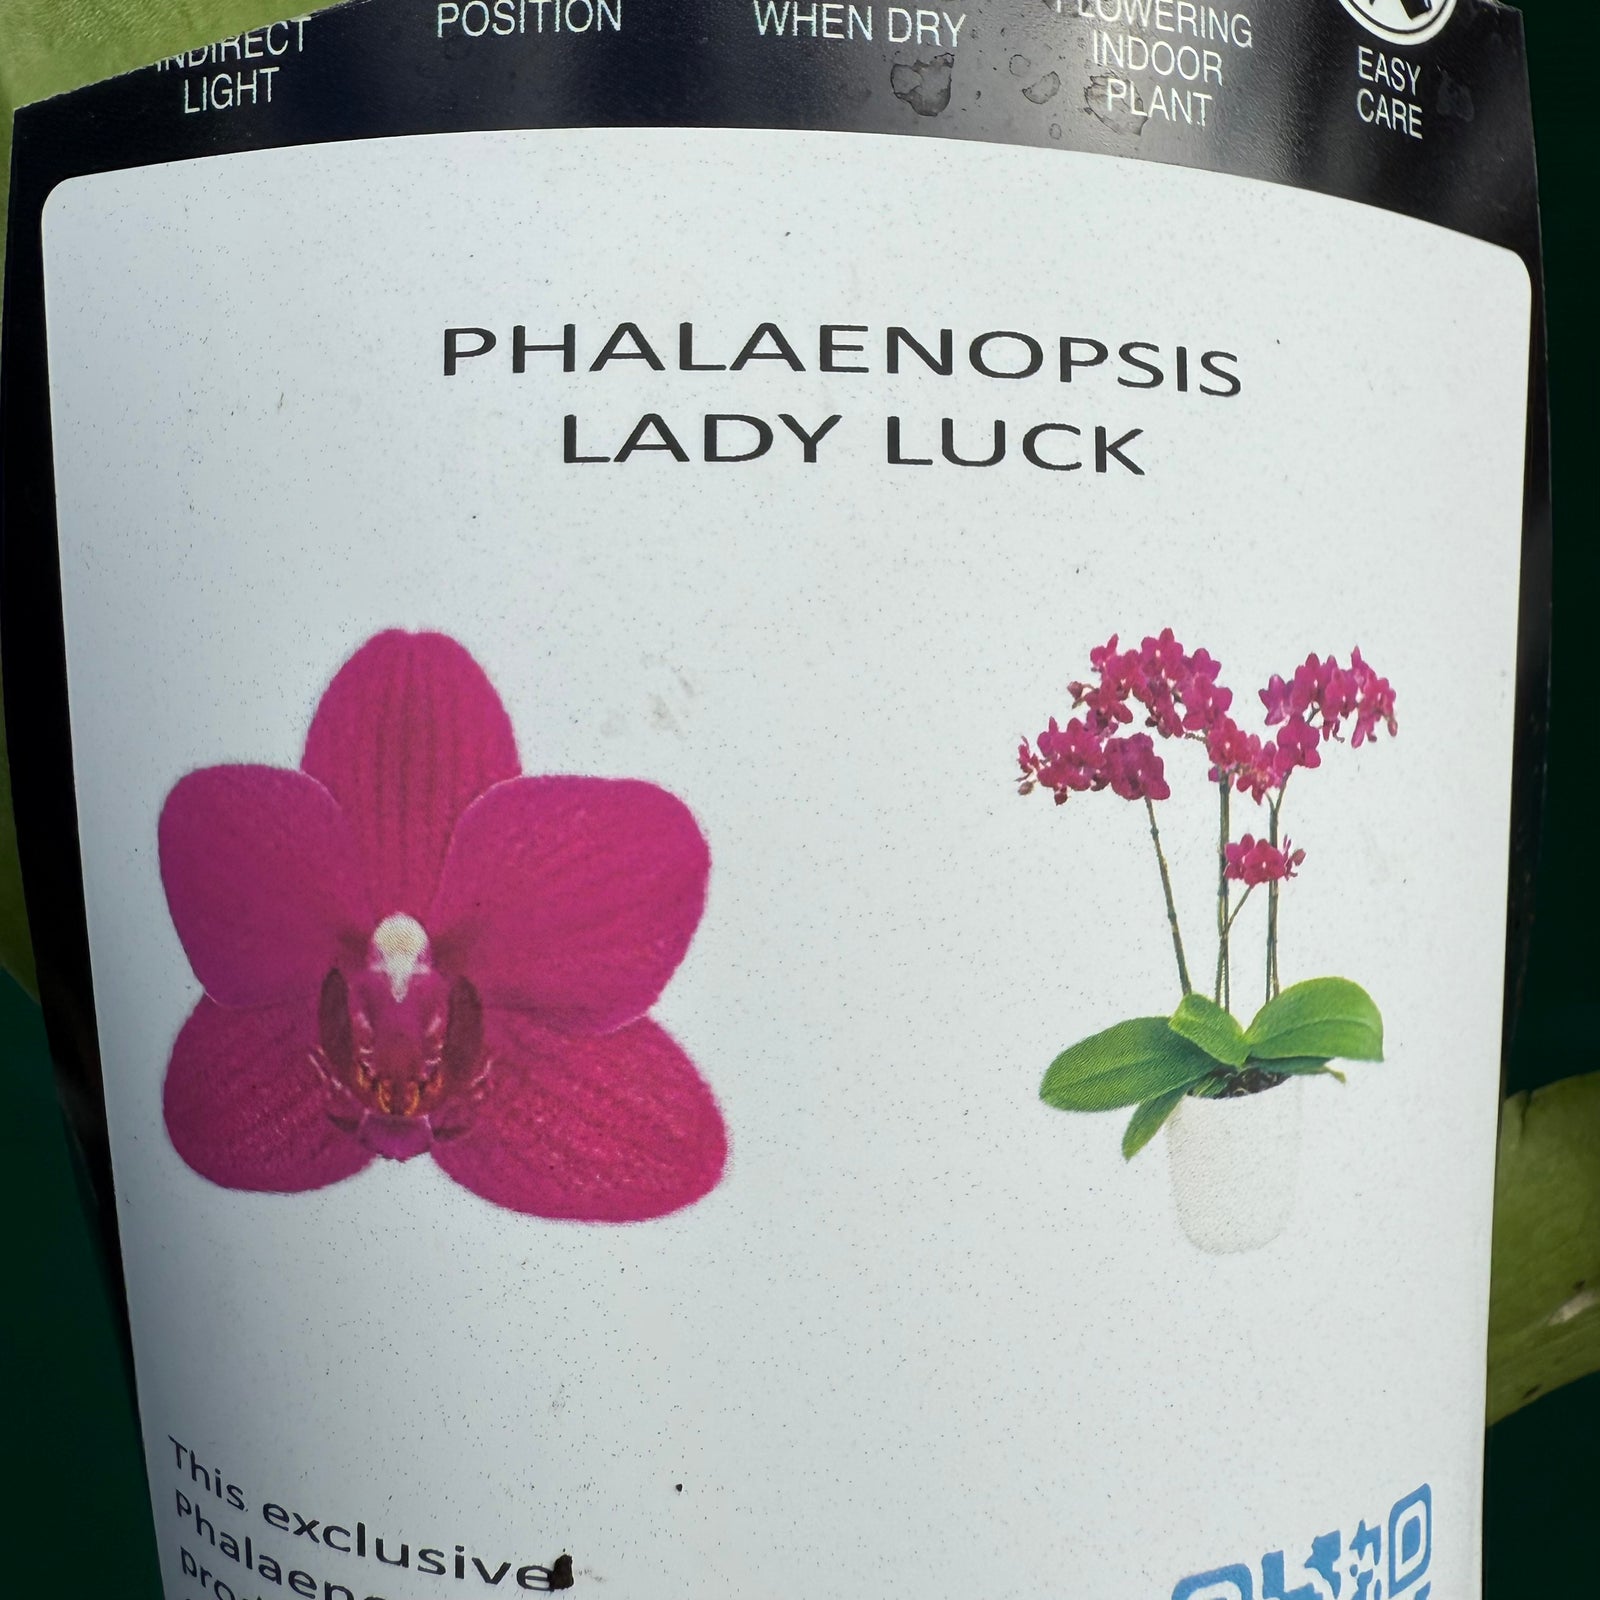 INDIRECT
LIGHT
POSITION
WHEN DRY
FLOWERING
INDOOR
PLANT
EASY
CARE
PHALAENOPSIS
LADY LUCK
This exclusive